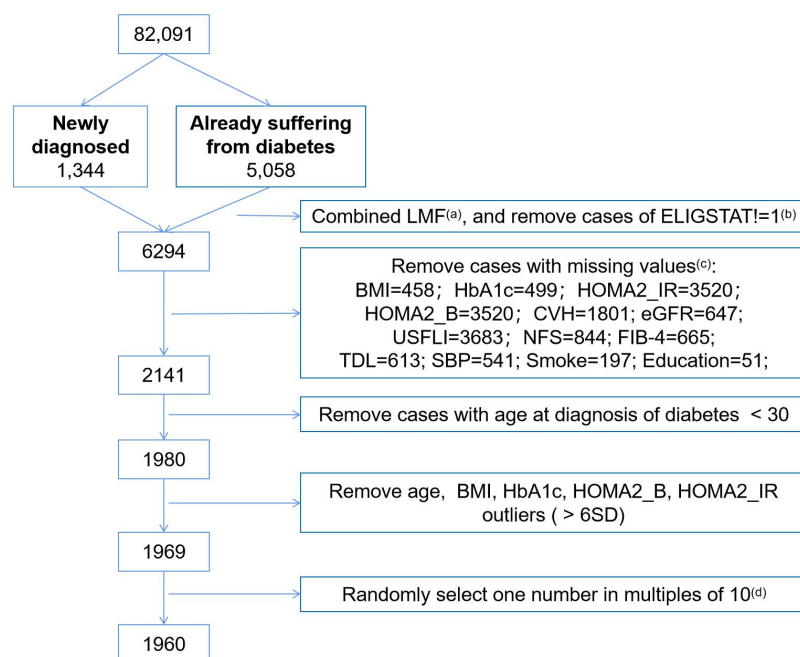 82,091
Newly
diagnosed
1,344
Already suffering
from diabetes
5,058
Combined LMF(a), and remove cases of ELIGSTAT!=1(b)
6294
Remove cases with missing values(c):
BMI=458; HbA1c=499; HOMA2_IR=3520;
HOMA2_B=3520; CVH=1801; eGFR=647;
USFLI=3683; NFS=844; FIB-4=665;
TDL=613; SBP=541; Smoke=197; Education=51;
2141
Remove cases with age at diagnosis of diabetes < 30
1980
Remove age, BMI, HbA1c, HOMA2_B, HOMA2_IR
outliers ( > 6SD)
1969
Randomly select one number in multiples of 10(d)
1960